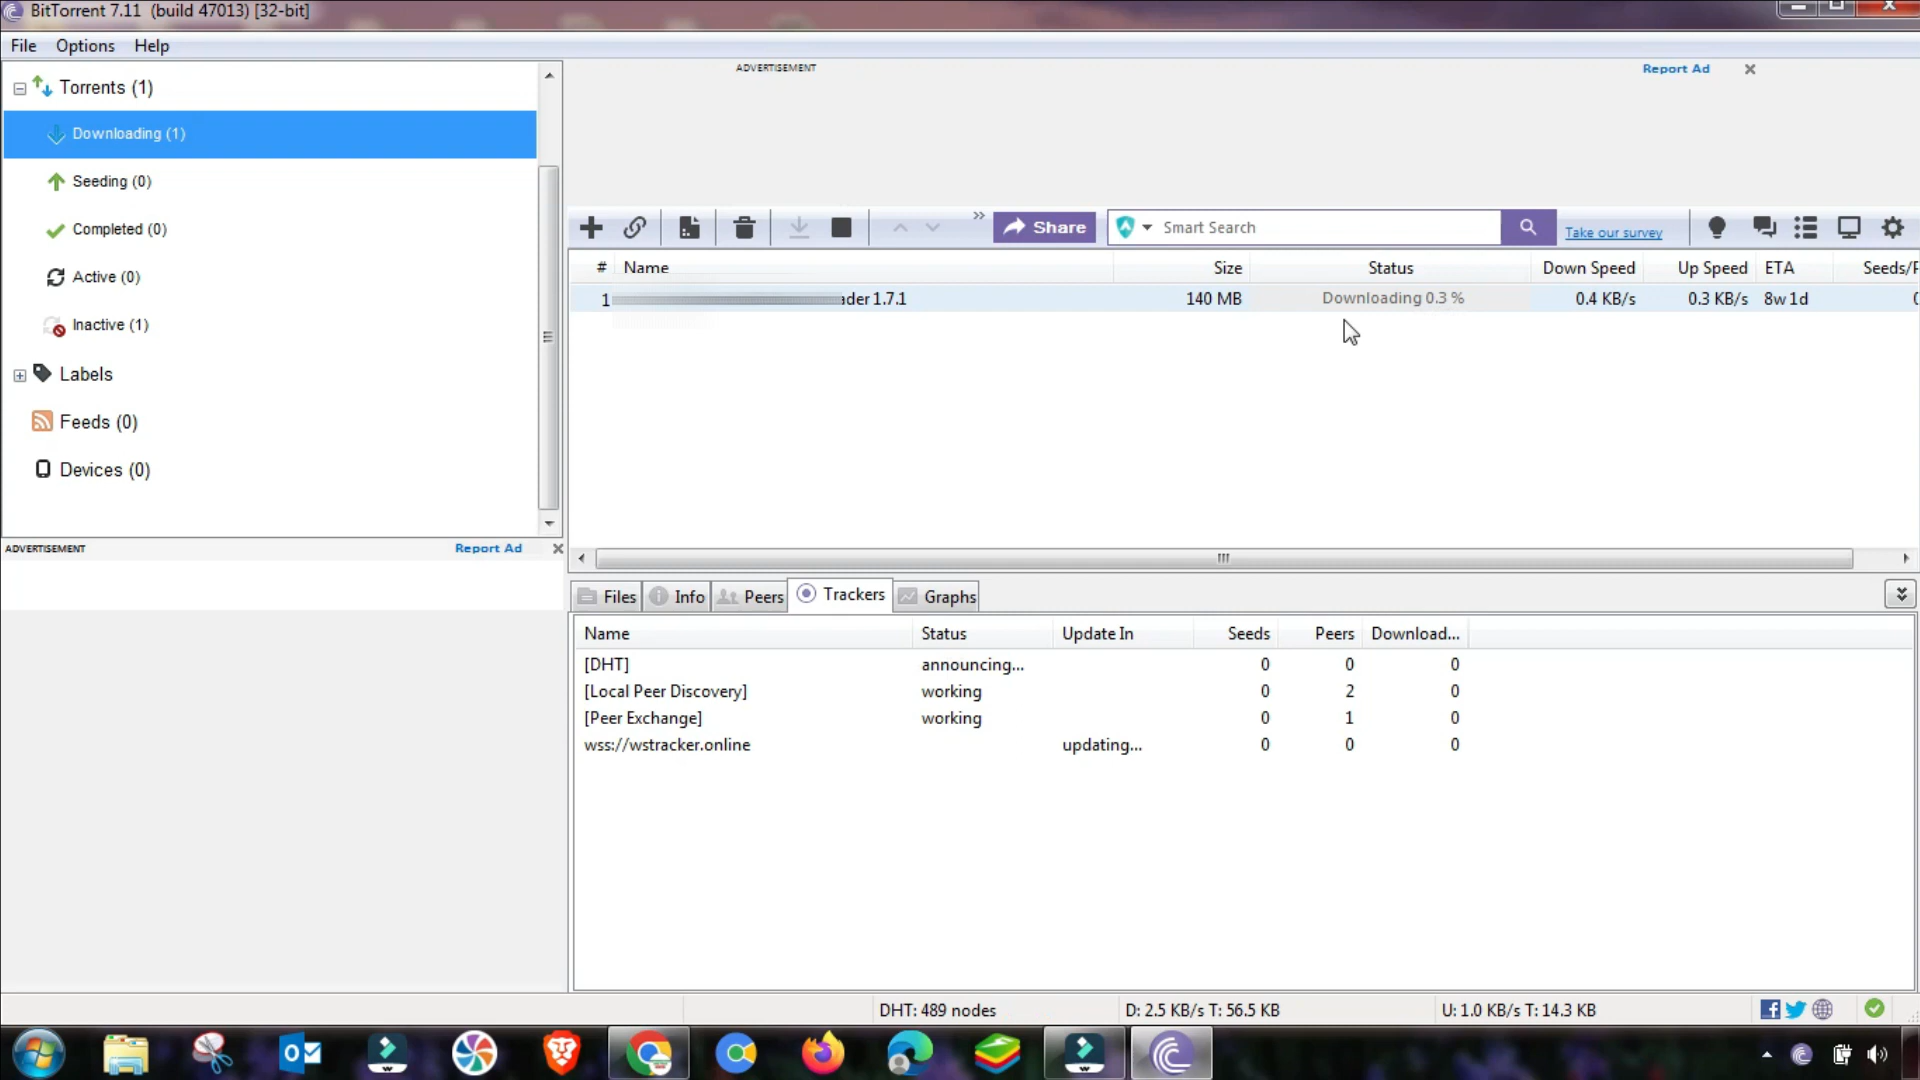 BitTorrent 7.11 (build 47013) [32-bit]
File Options Help
Torrents (1)
Downloading (1)
Seeding (0)
Completed (0)
Active (0)
Inactive (1)
Labels
Feeds (0)
Devices (0)
ADVERTISEMENT Report Ad
ADVERTISEMENT Report Ad
Share Smart Search Take our survey
# Name Size Status Down Speed Up Speed ETA Seeds/P
1 ader 1.7.1 140 MB Downloading 0.3 % 0.4 KB/s 0.3 KB/s 8w 1d
Files Info Peers Trackers Graphs
Name Status Update In Seeds Peers Download...
[DHT] announcing... 0 0 0
[Local Peer Discovery] working 0 2 0
[Peer Exchange] working 0 1 0
wss://wstracker.online updating... 0 0 0
DHT: 489 nodes D: 2.5 KB/s T: 56.5 KB U: 1.0 KB/s T: 14.3 KB